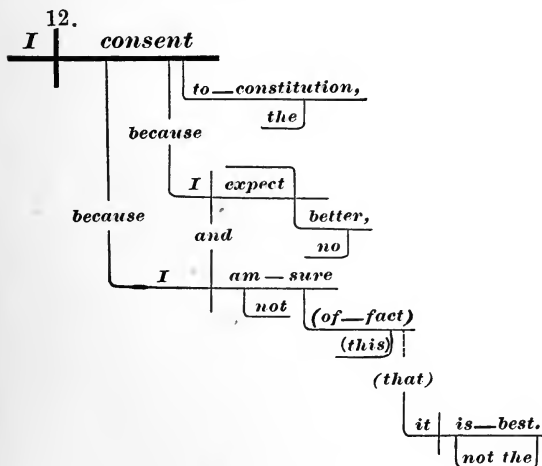 12.
I consent
to—constitution,
the
because
I expect
because
better,
and
no
I am—sure
not
(of—fact)
(this)
(that)
it is—best.
not the